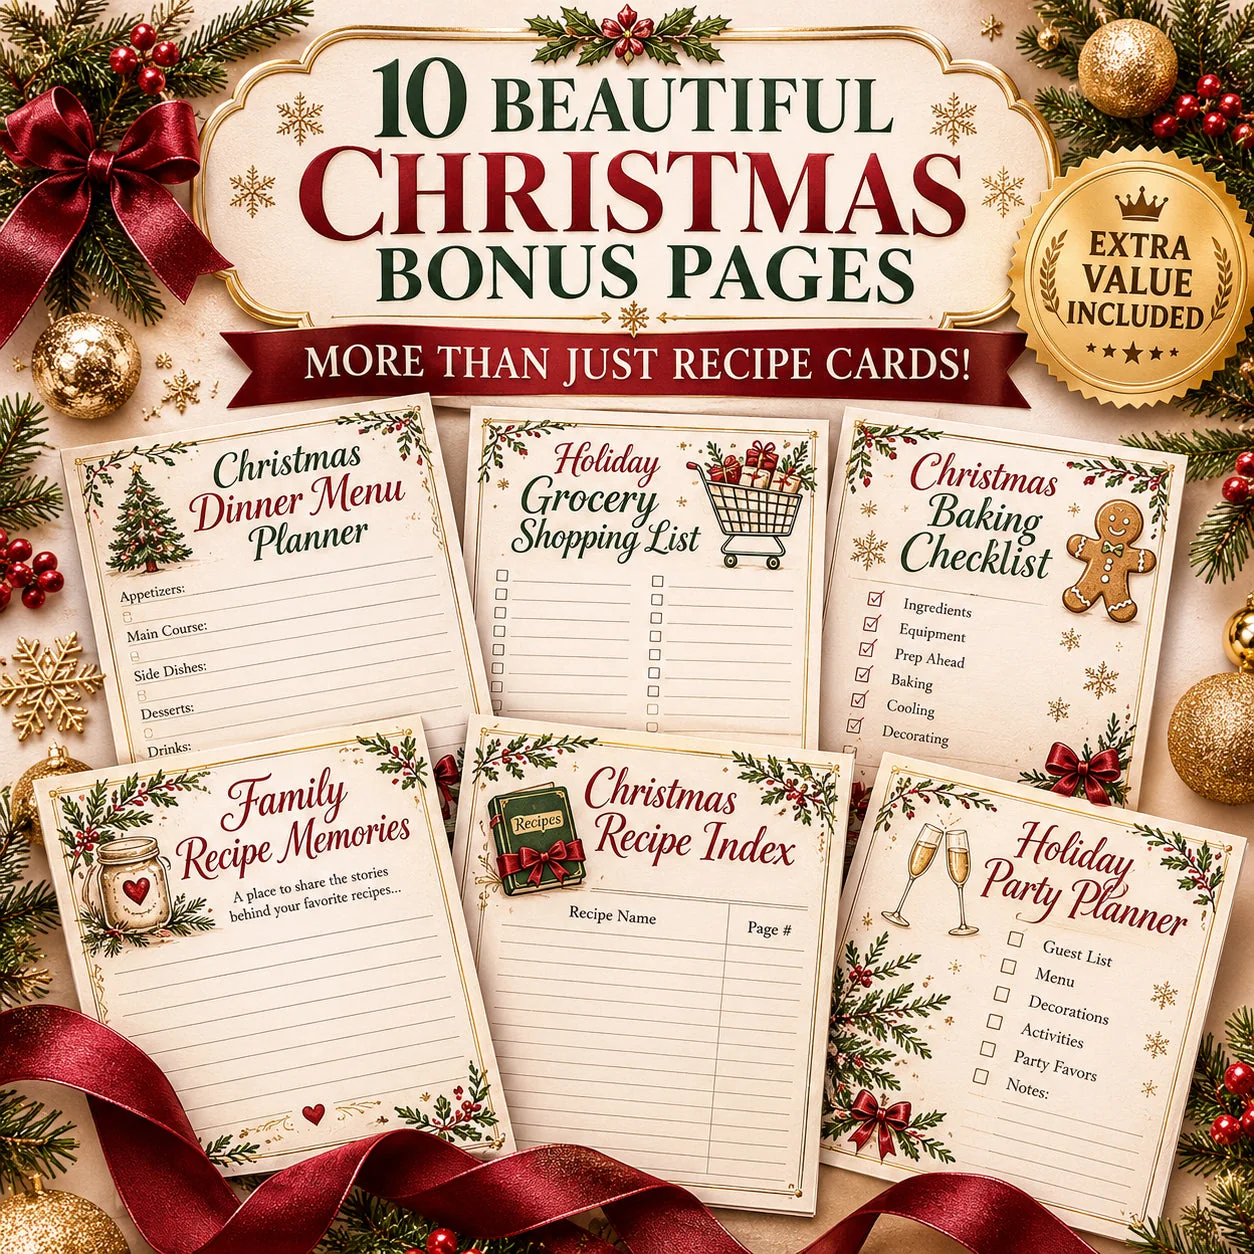 10 BEAUTIFUL
CHRISTMAS
BONUS PAGES
MORE THAN JUST RECIPE CARDS!
EXTRA
VALUE
INCLUDED
Christmas
Dinner Menu
Planner
Appetizers:
Main Course:
Side Dishes:
Desserts:
Drinks:
Holiday
Grocery
Shopping List
Christmas
Baking
Checklist
Ingredients
Equipment
Prep Ahead
Baking
Cooling
Decorating
Family
Recipe Memories
A place to share the stories
behind your favorite recipes...
Recipes
Christmas
Recipe Index
Recipe Name
Page #
Holiday
Party Planner
Guest List
Menu
Decorations
Activities
Party Favors
Notes: